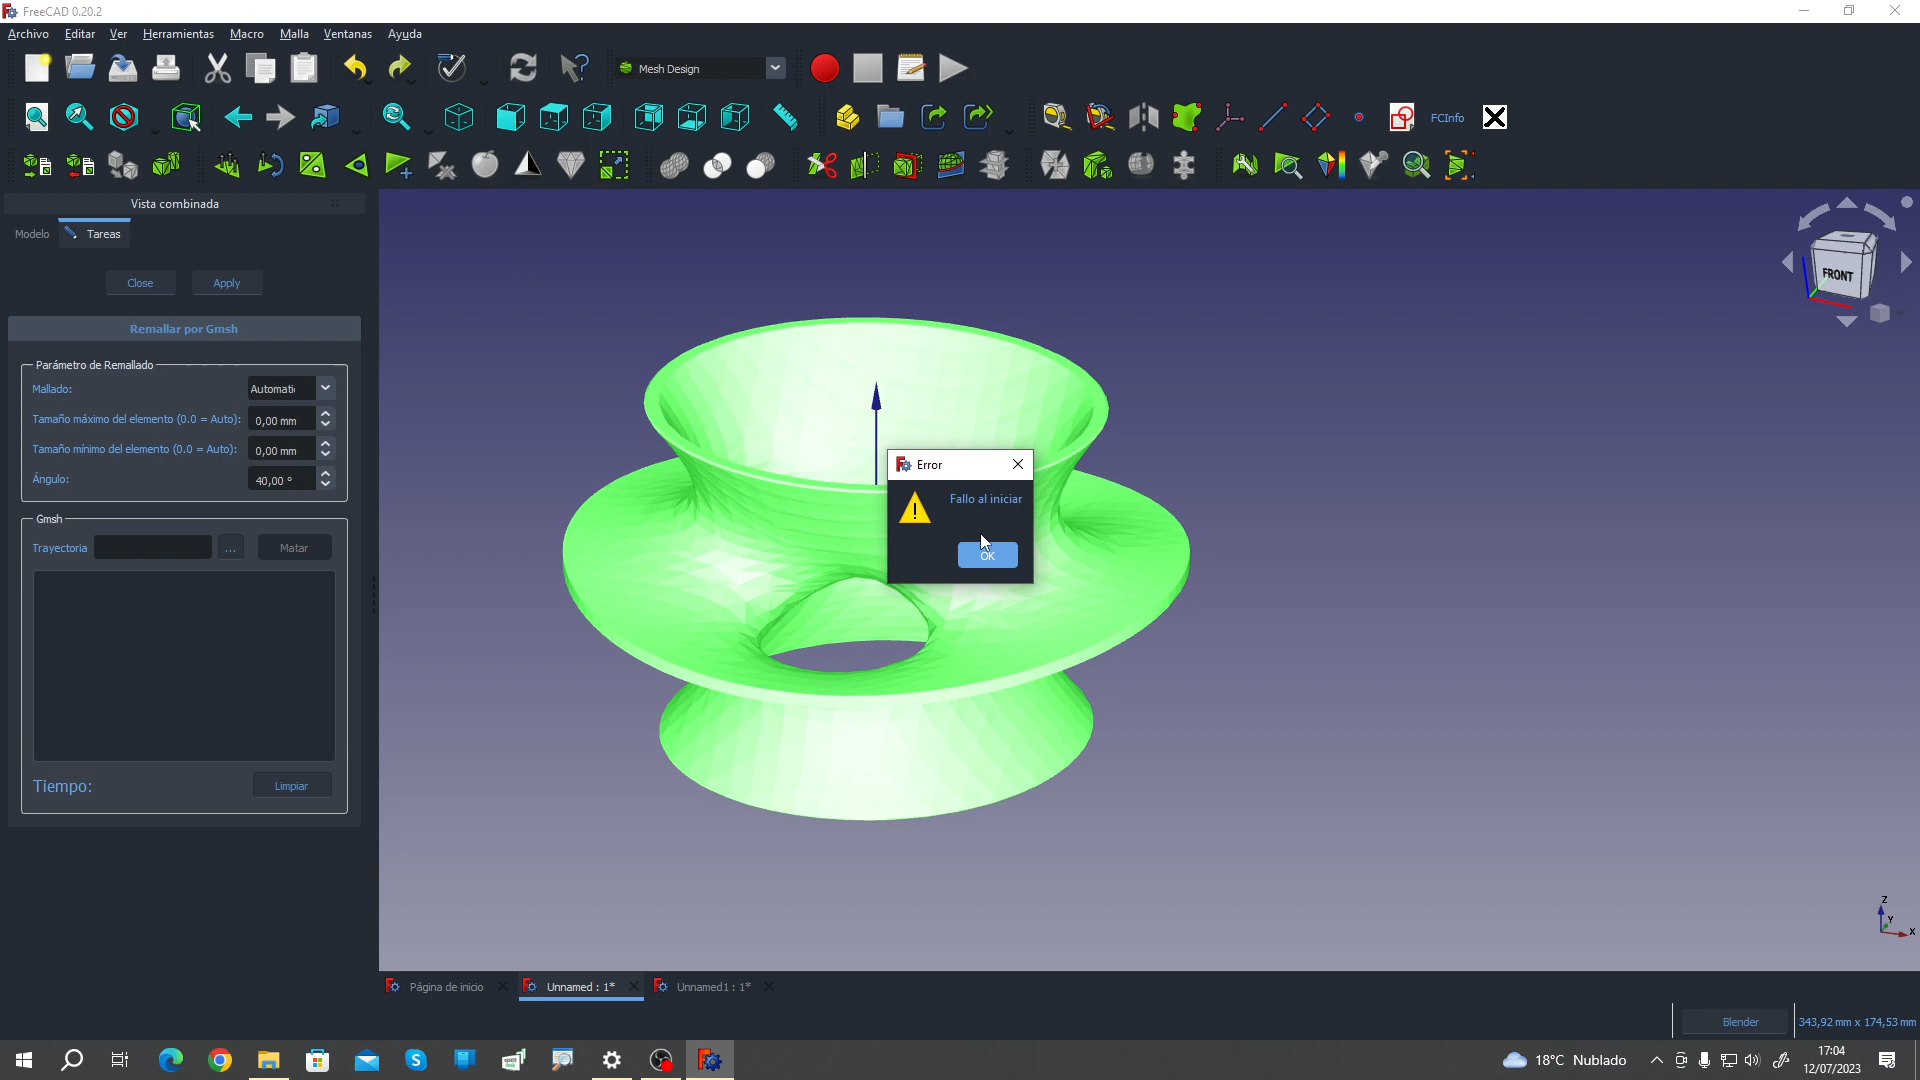 FreeCAD 0.20.2
Archivo Editar Ver Herramientas Macro Malla Ventanas Ayuda
Mesh Design
FCInfo
Vista combinada
Modelo Tareas
Close Apply
Remallar por Gmsh
Parámetro de Remallado
Mallado: Automati
Tamaño máximo del elemento (0.0 = Auto): 0,00 mm
Tamaño mínimo del elemento (0.0 = Auto): 0,00 mm
Ángulo: 40,00 °
Gmsh
Trayectoria ... Matar
Tiempo: Limpiar
FRONT
Error
Fallo al iniciar
OK
Z
Y
X
Página de inicio Unnamed : 1* Unnamed1 : 1*
Blender 343,92 mm x 174,53 mm
18°C Nublado
17:04
12/07/2023